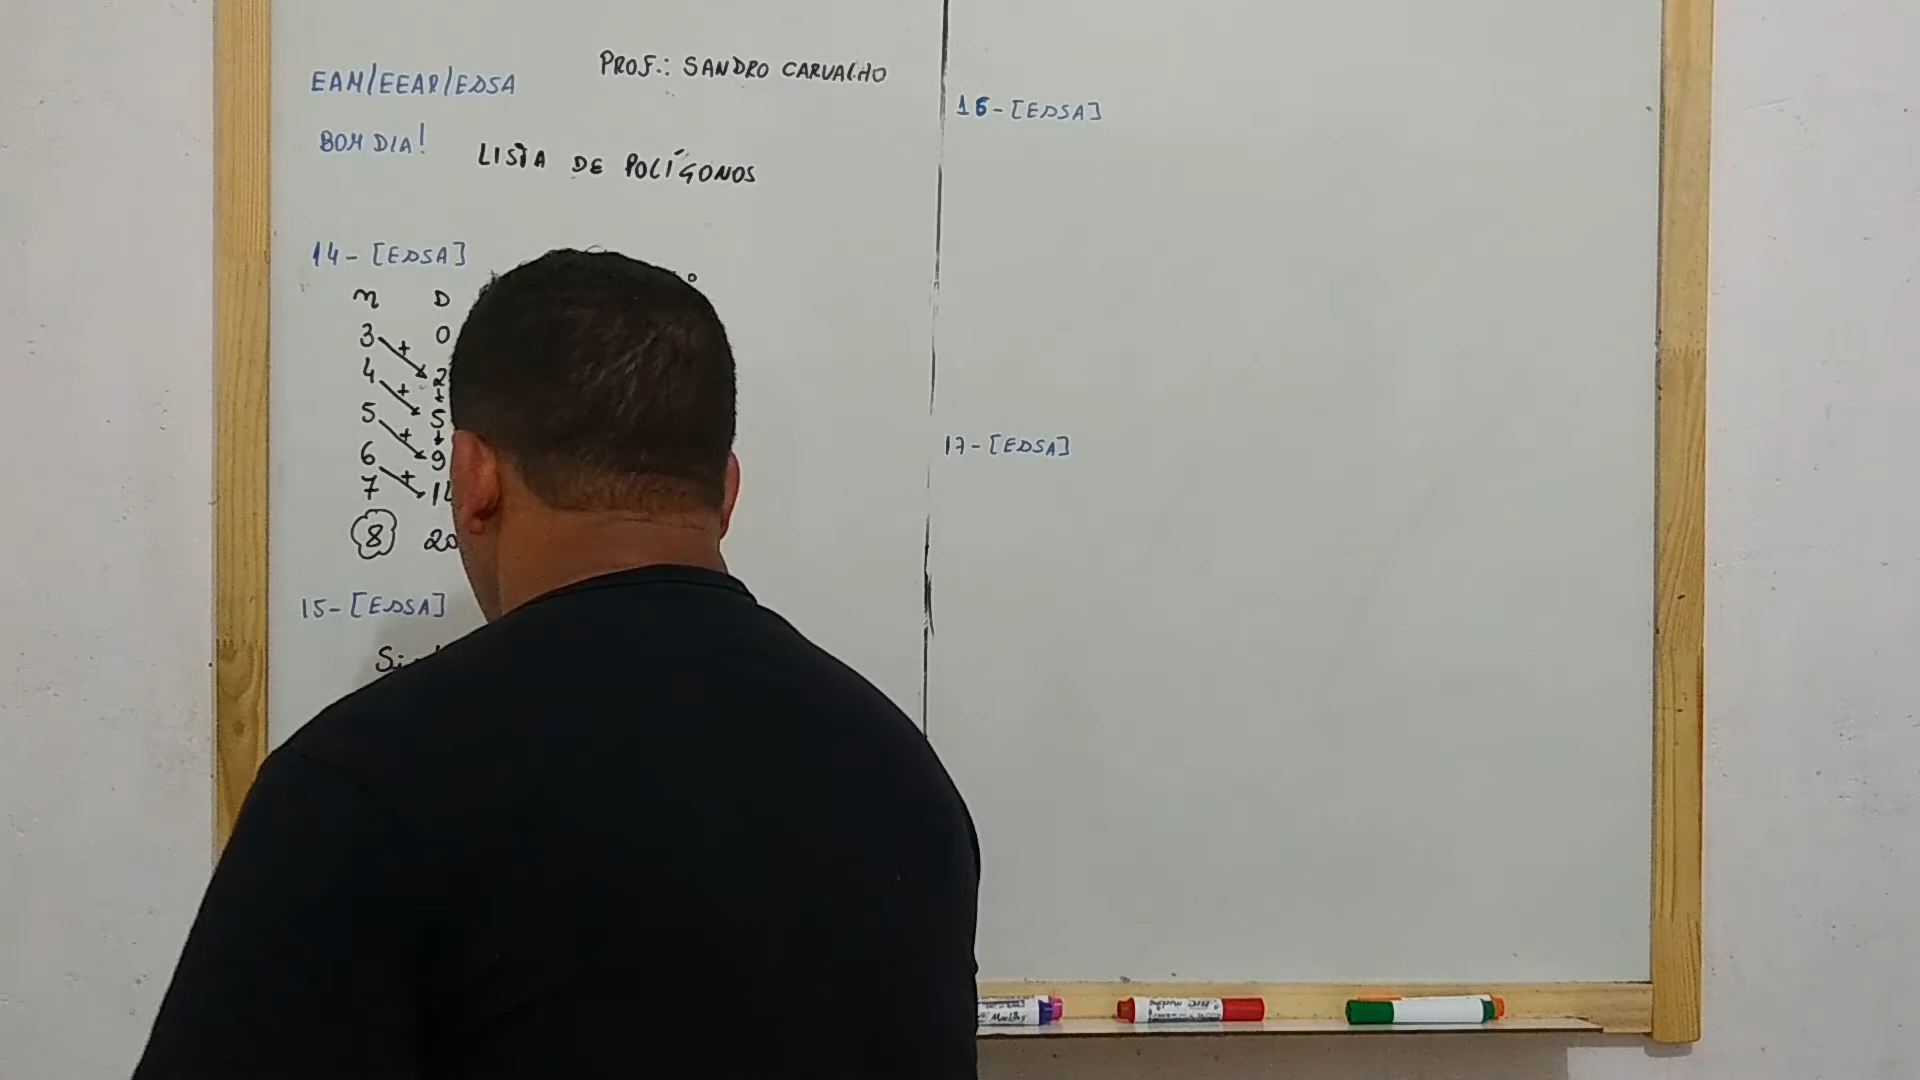 EAM/EEAR/EDSA
PROF.: SANDRO CARVALHO
BOM DIA!
LISTA DE POLÍGONOS
14- [EDSA]
n D
3 + 0
4 + 2
5 + 5
6 + 9
7
8 20
15- [EDSA]
16- [EDSA]
17- [EDSA]